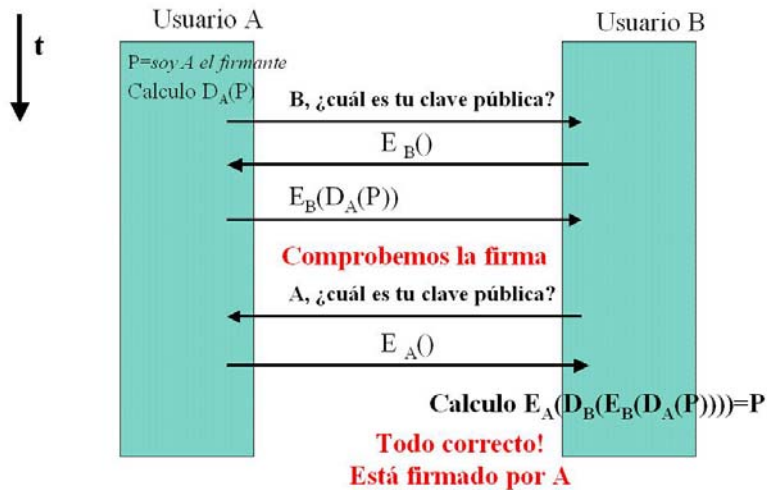 Usuario A
Usuario B
t
P=soy A el firmante
Calculo D_A(P)
B, ¿cuál es tu clave pública?
E_B()
E_B(D_A(P))
Comprobemos la firma
A, ¿cuál es tu clave pública?
E_A()
Calculo E_A(D_B(E_B(D_A(P))))=P
Todo correcto!
Está firmado por A